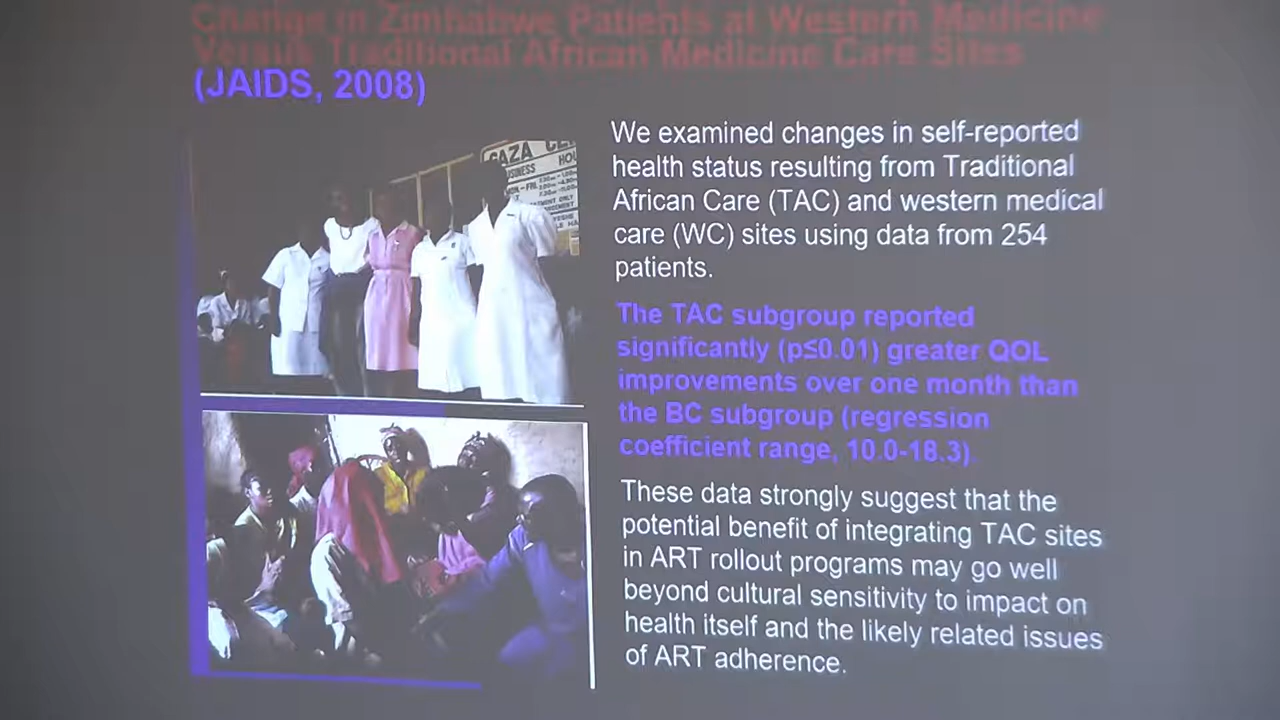 Change in Zimbabwe Patients at Western Medicine
Versus Traditional African Medicine Care Sites
(JAIDS, 2008)
GAZA
BUSINESS HOU
MON-FRI
We examined changes in self-reported
health status resulting from Traditional
African Care (TAC) and western medical
care (WC) sites using data from 254
patients.
The TAC subgroup reported
significantly (p≤0.01) greater QOL
improvements over one month than
the BC subgroup (regression
coefficient range, 10.0-18.3)
These data strongly suggest that the
potential benefit of integrating TAC sites
in ART rollout programs may go well
beyond cultural sensitivity to impact on
health itself and the likely related issues
of ART adherence.